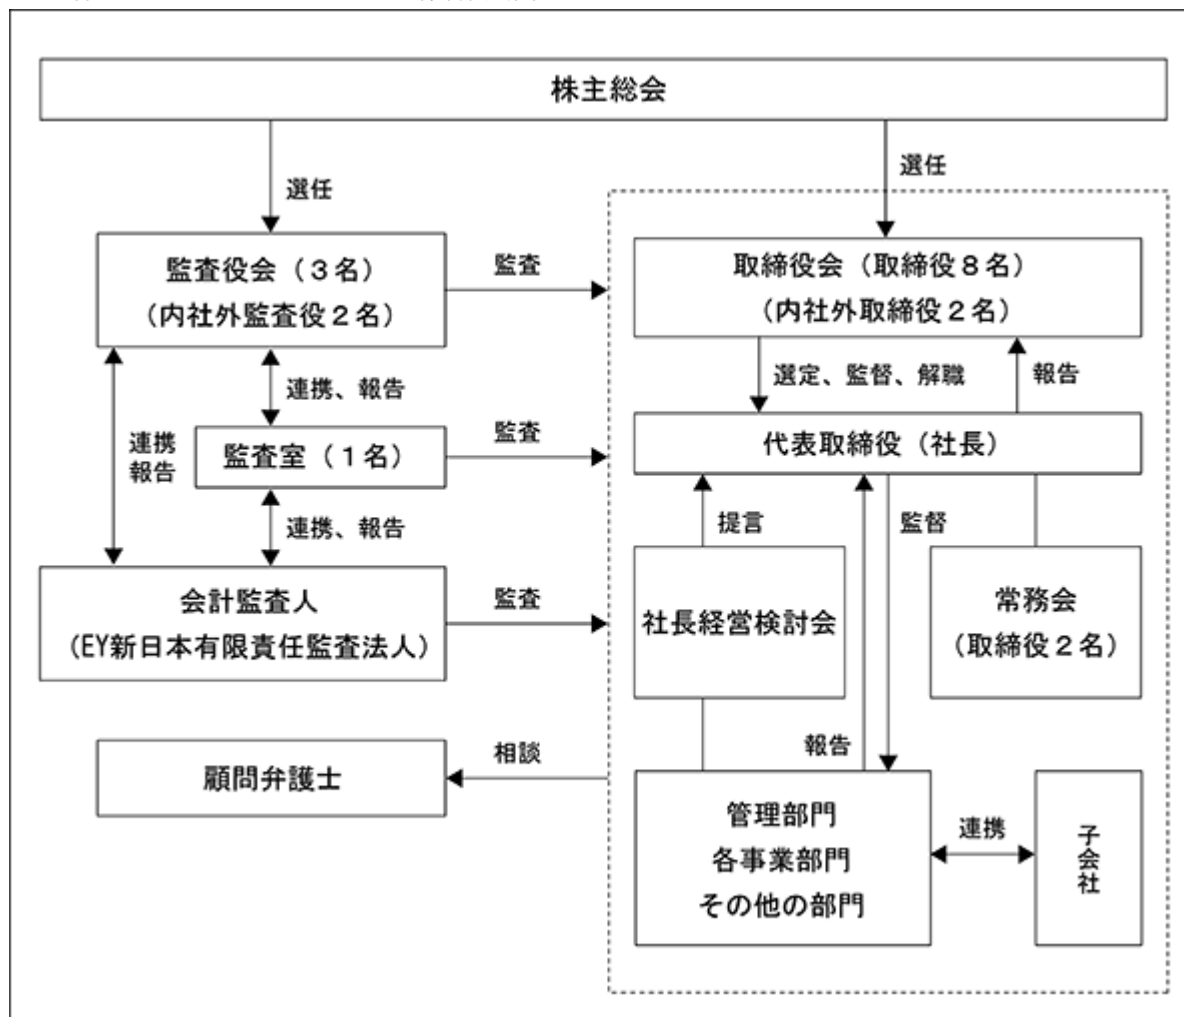 株主総会
選任
選任
監査役会（３名）
（内社外監査役２名）
監査
取締役会（取締役８名）
（内社外取締役２名）
連携、報告
選定、監督、解職
報告
連携
報告
監査室（１名）
監査
代表取締役（社長）
連携、報告
提言
監督
会計監査人
（EY新日本有限責任監査法人）
監査
社長経営検討会
常務会
（取締役２名）
顧問弁護士
相談
報告
管理部門
各事業部門
その他の部門
連携
子会社